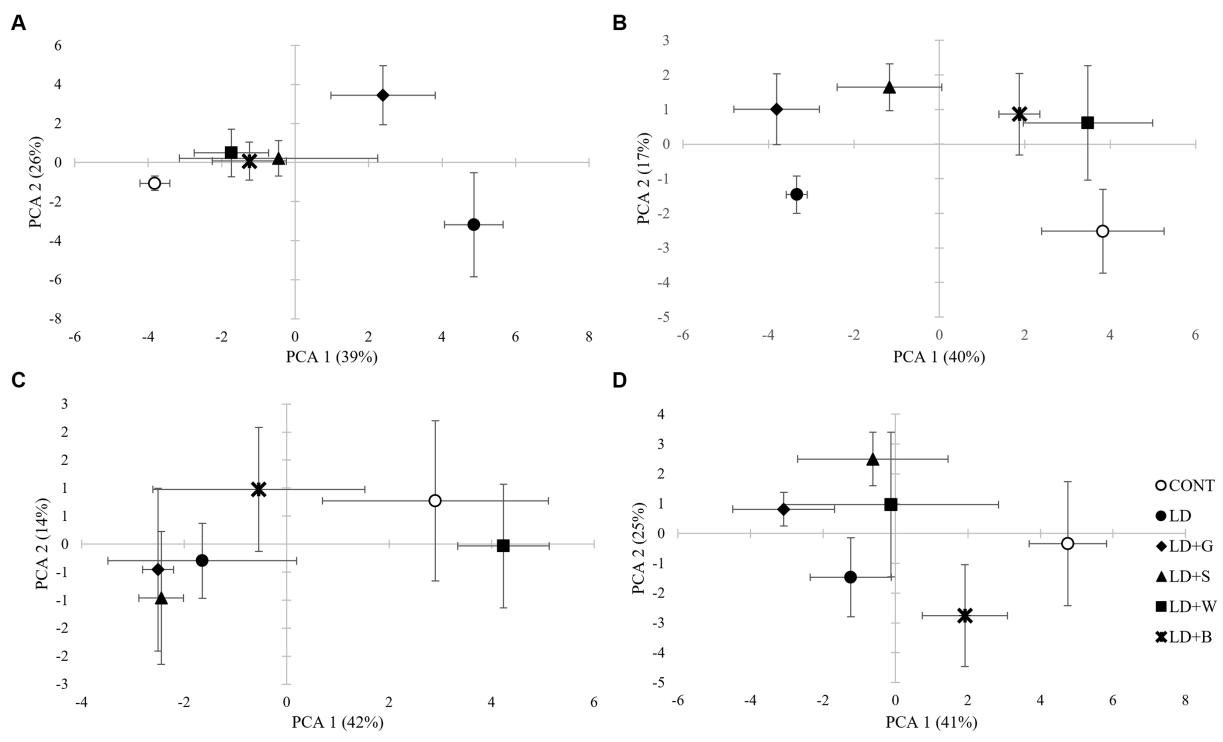 A
6
4
2
0
-2
-4
-6
-8
PCA 2 (26%)
-6 -4 -2 0 2 4 6 8
PCA 1 (39%)
B
3
2
1
0
-1
-2
-3
-4
-5
PCA 2 (17%)
-6 -4 -2 0 2 4 6
PCA 1 (40%)
C
3
2
2
1
1
0
-1
-1
-2
-2
-3
PCA 2 (14%)
-4 -2 0 2 4 6
PCA 1 (42%)
D
4
3
2
1
0
-1
-2
-3
-4
-5
PCA 2 (25%)
-6 -4 -2 0 2 4 6 8
PCA 1 (41%)
CONT
LD
LD+G
LD+S
LD+W
LD+B